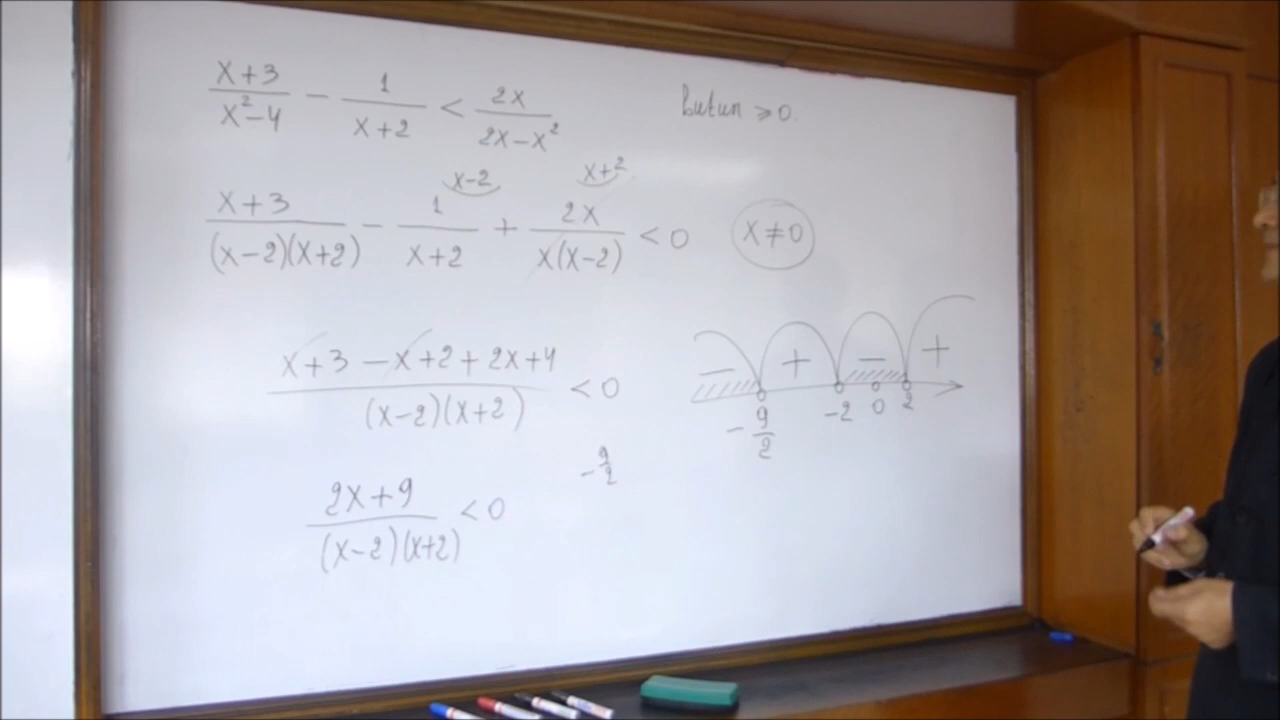 (x+3)/(x²-4) - 1/(x+2) < 2x/(2x-x²)
butun ⩾ 0.
x-2
x+2
(x+3)/((x-2)(x+2)) - 1/(x+2) + 2x/(x(x-2)) < 0
x≠0
(x+3-x+2+2x+4)/((x-2)(x+2)) < 0
- + - +
-9/2 -2 0 2
-9/2
(2x+9)/((x-2)(x+2)) < 0